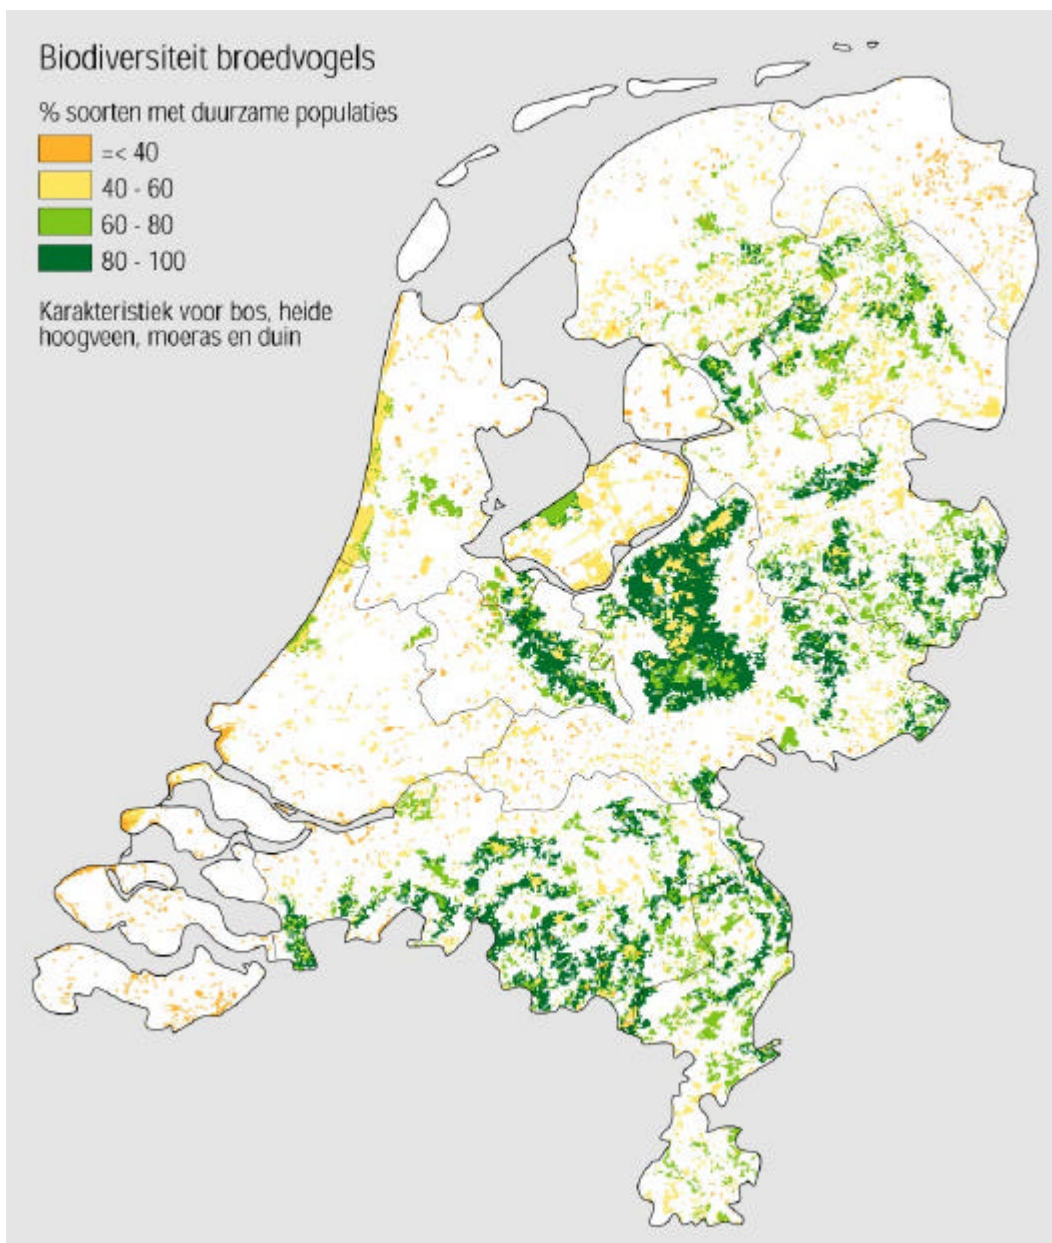 Biodiversiteit broedvogels
% soorten met duurzame populaties
=< 40
40 - 60
60 - 80
80 - 100
Karakteristiek voor bos, heide
hoogveen, moeras en duin